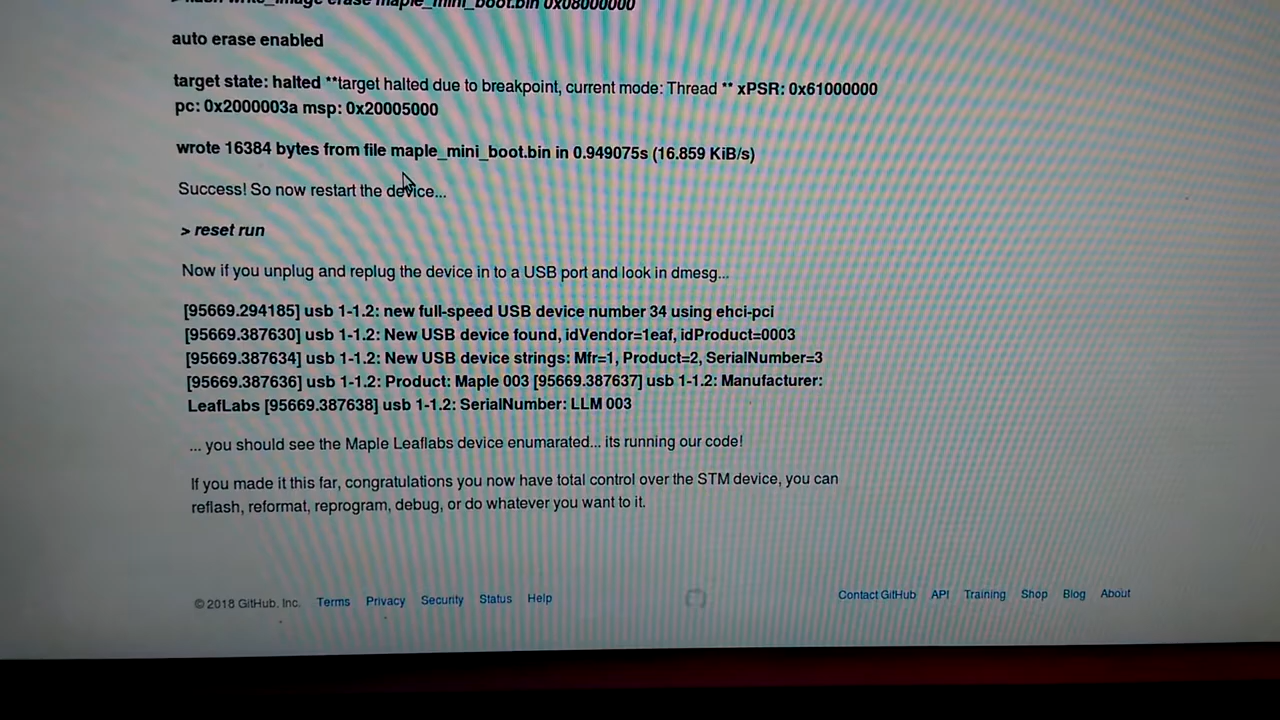 > flash write_image erase maple_mini_boot.bin 0x08000000
auto erase enabled
target state: halted **target halted due to breakpoint, current mode: Thread ** xPSR: 0x61000000
pc: 0x2000003a msp: 0x20005000
wrote 16384 bytes from file maple_mini_boot.bin in 0.949075s (16.859 KiB/s)
Success! So now restart the device...
> reset run
Now if you unplug and replug the device in to a USB port and look in dmesg...
[95669.294185] usb 1-1.2: new full-speed USB device number 34 using ehci-pci
[95669.387630] usb 1-1.2: New USB device found, idVendor=1eaf, idProduct=0003
[95669.387634] usb 1-1.2: New USB device strings: Mfr=1, Product=2, SerialNumber=3
[95669.387636] usb 1-1.2: Product: Maple 003 [95669.387637] usb 1-1.2: Manufacturer:
LeafLabs [95669.387638] usb 1-1.2: SerialNumber: LLM 003
... you should see the Maple Leaflabs device enumarated... its running our code!
If you made it this far, congratulations you now have total control over the STM device, you can
reflash, reformat, reprogram, debug, or do whatever you want to it.
© 2018 GitHub, Inc. Terms Privacy Security Status Help Contact GitHub API Training Shop Blog About